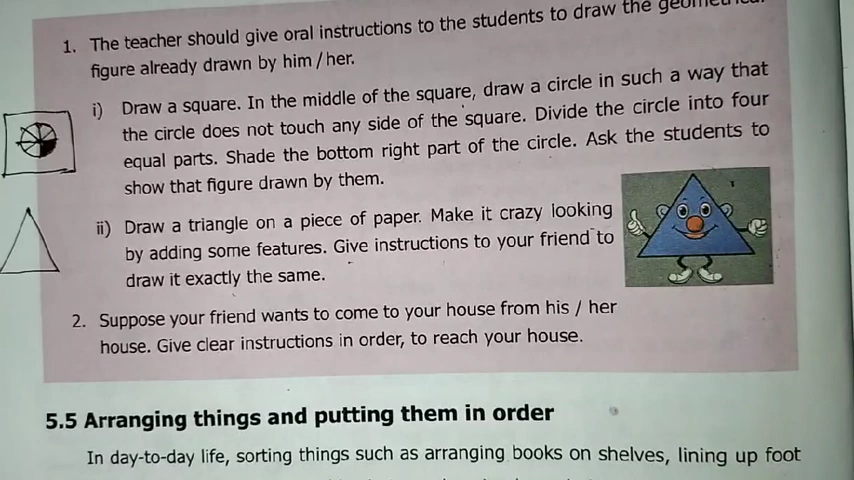 1. The teacher should give oral instructions to the students to draw the
figure already drawn by him / her.
i) Draw a square. In the middle of the square, draw a circle in such a way that
the circle does not touch any side of the square. Divide the circle into four
equal parts. Shade the bottom right part of the circle. Ask the students to
show that figure drawn by them.
ii) Draw a triangle on a piece of paper. Make it crazy looking
by adding some features. Give instructions to your friend to
draw it exactly the same.
2. Suppose your friend wants to come to your house from his / her
house. Give clear instructions in order, to reach your house.
5.5 Arranging things and putting them in order
In day-to-day life, sorting things such as arranging books on shelves, lining up foot